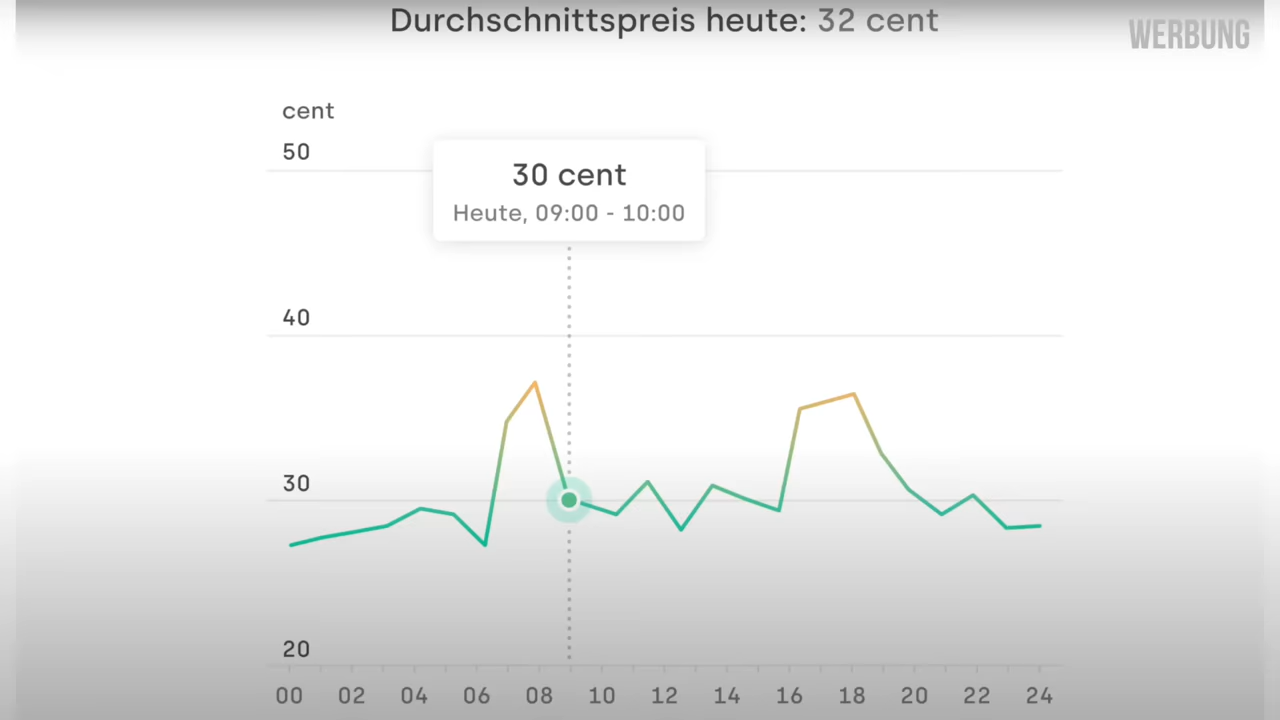 Durchschnittspreis heute: 32 cent
WERBUNG
cent
50
30 cent
Heute, 09:00 - 10:00
40
30
20
00 02 04 06 08 10 12 14 16 18 20 22 24